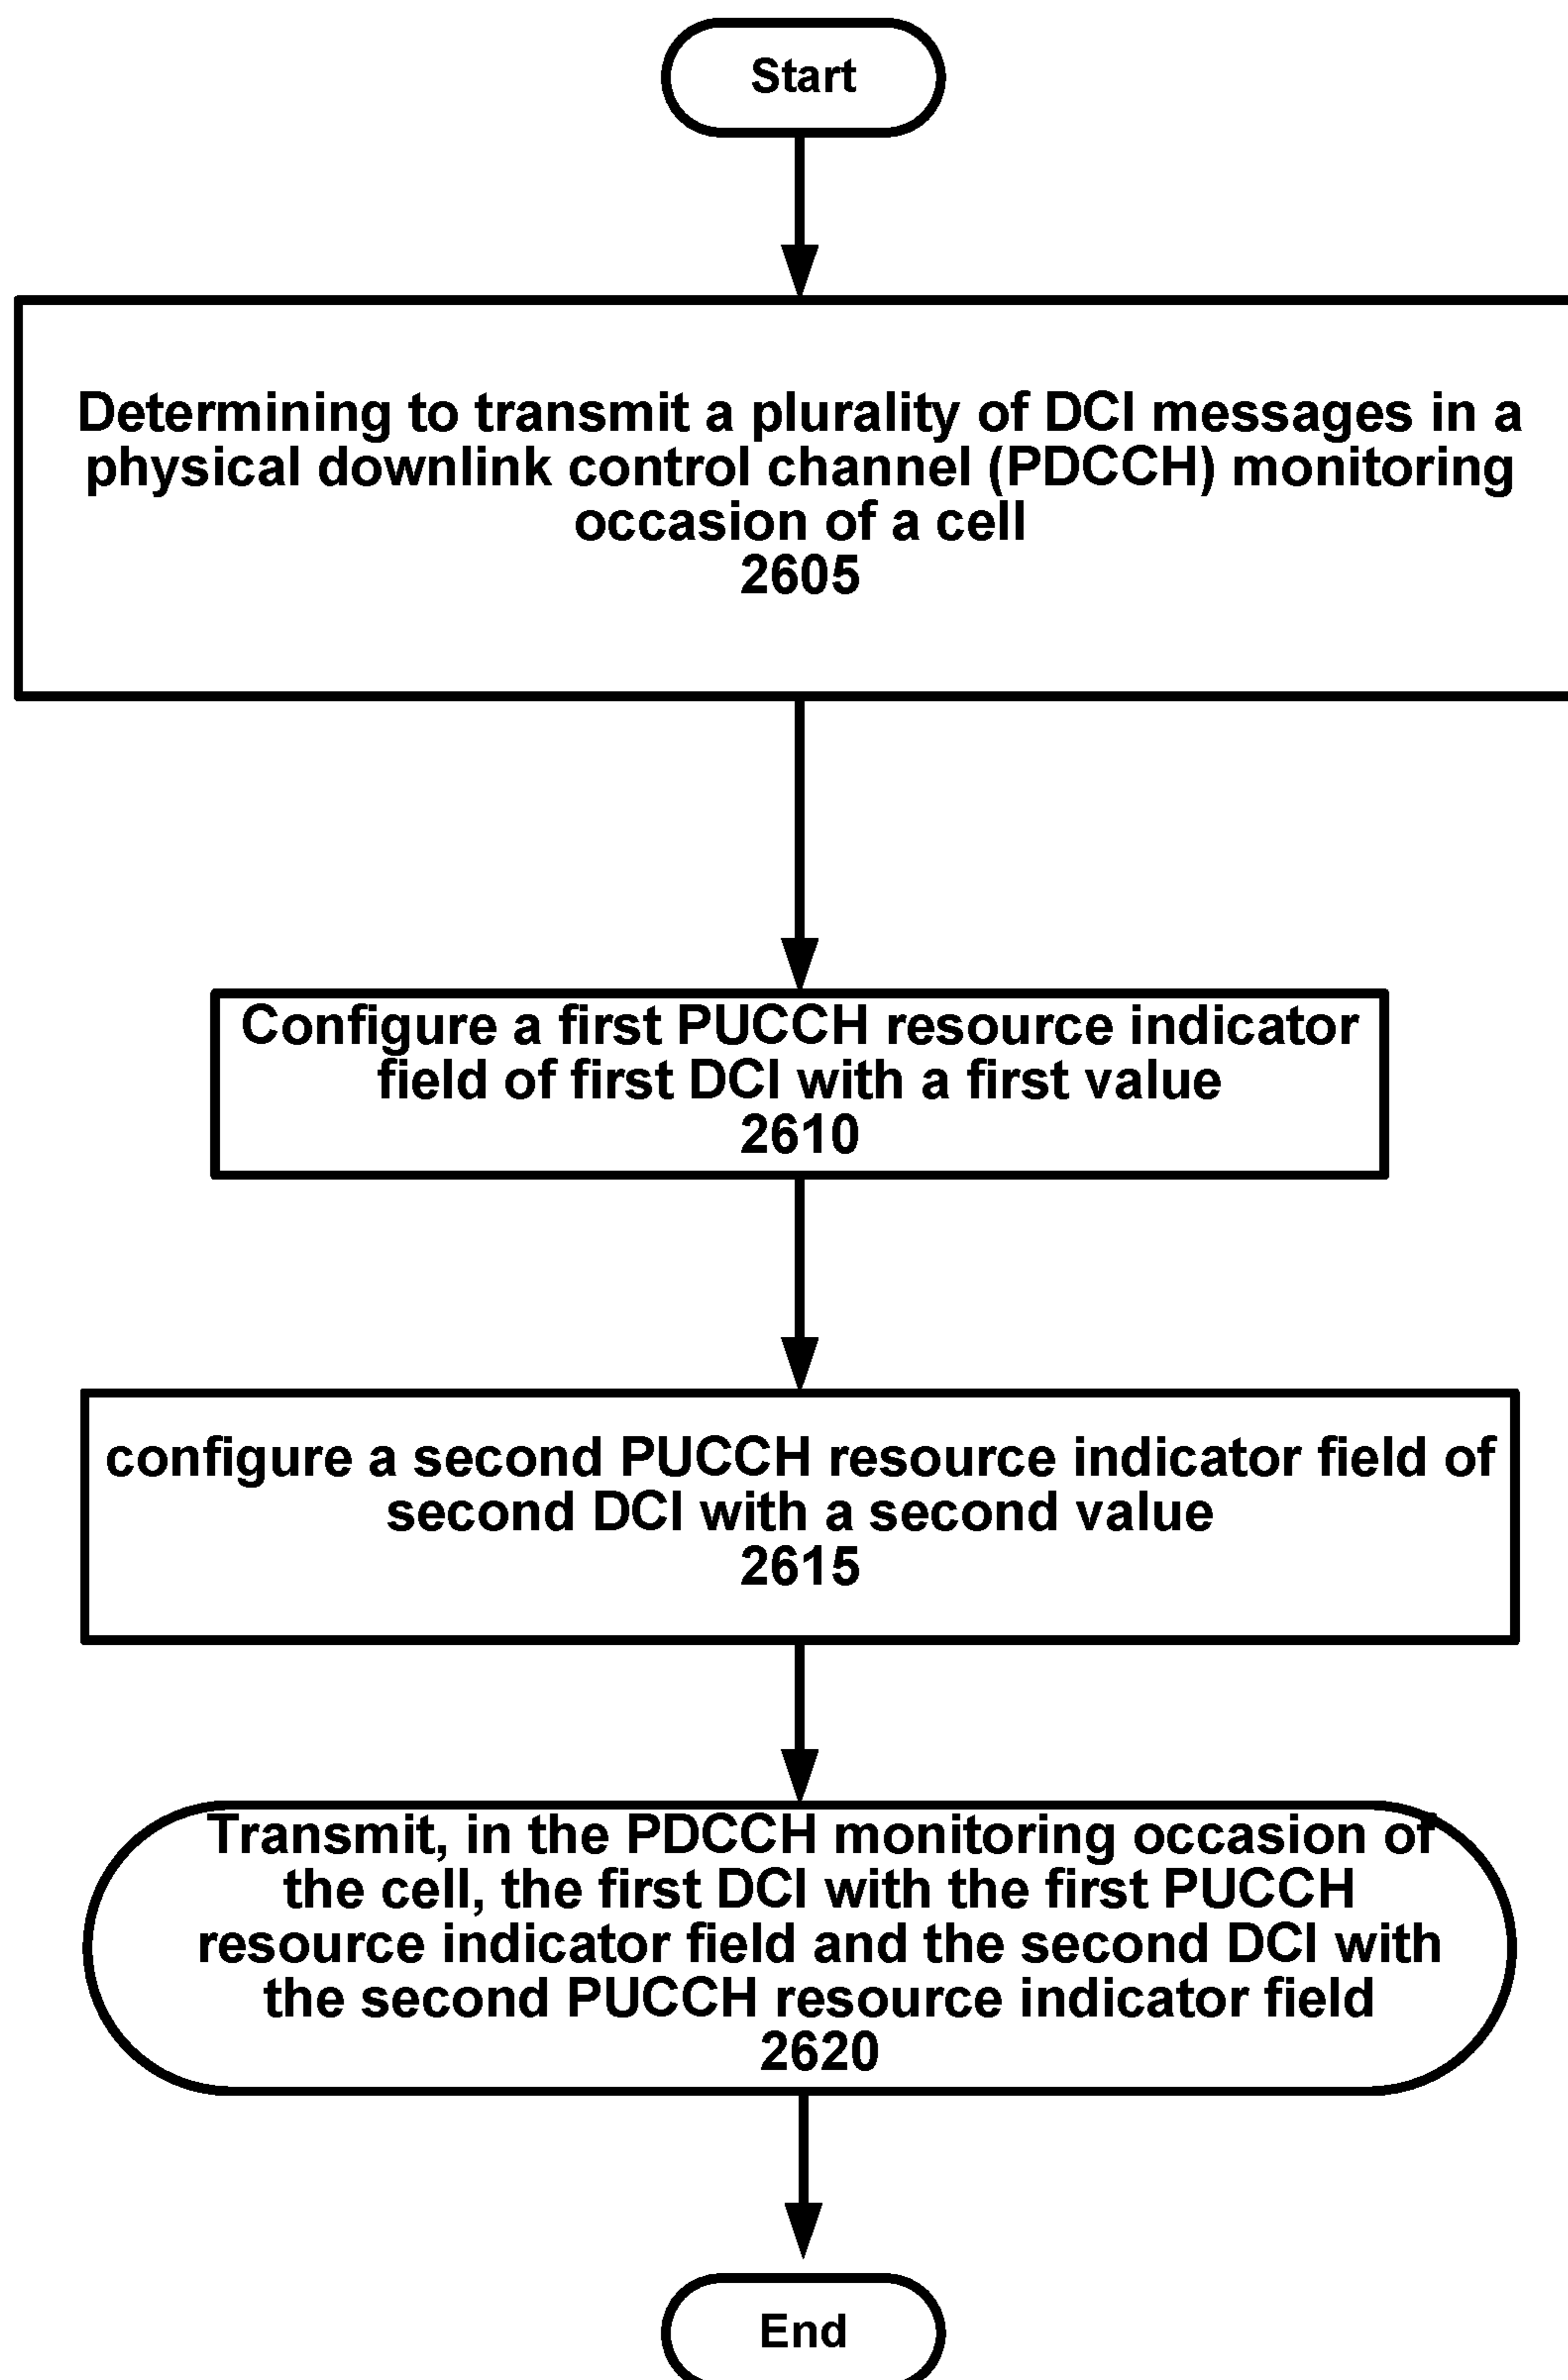 Start
Determining to transmit a plurality of DCI messages in a
physical downlink control channel (PDCCH) monitoring
occasion of a cell
2605
Configure a first PUCCH resource indicator
field of first DCI with a first value
2610
configure a second PUCCH resource indicator field of
second DCI with a second value
2615
Transmit, in the PDCCH monitoring occasion of
the cell, the first DCI with the first PUCCH
resource indicator field and the second DCI with
the second PUCCH resource indicator field
2620
End